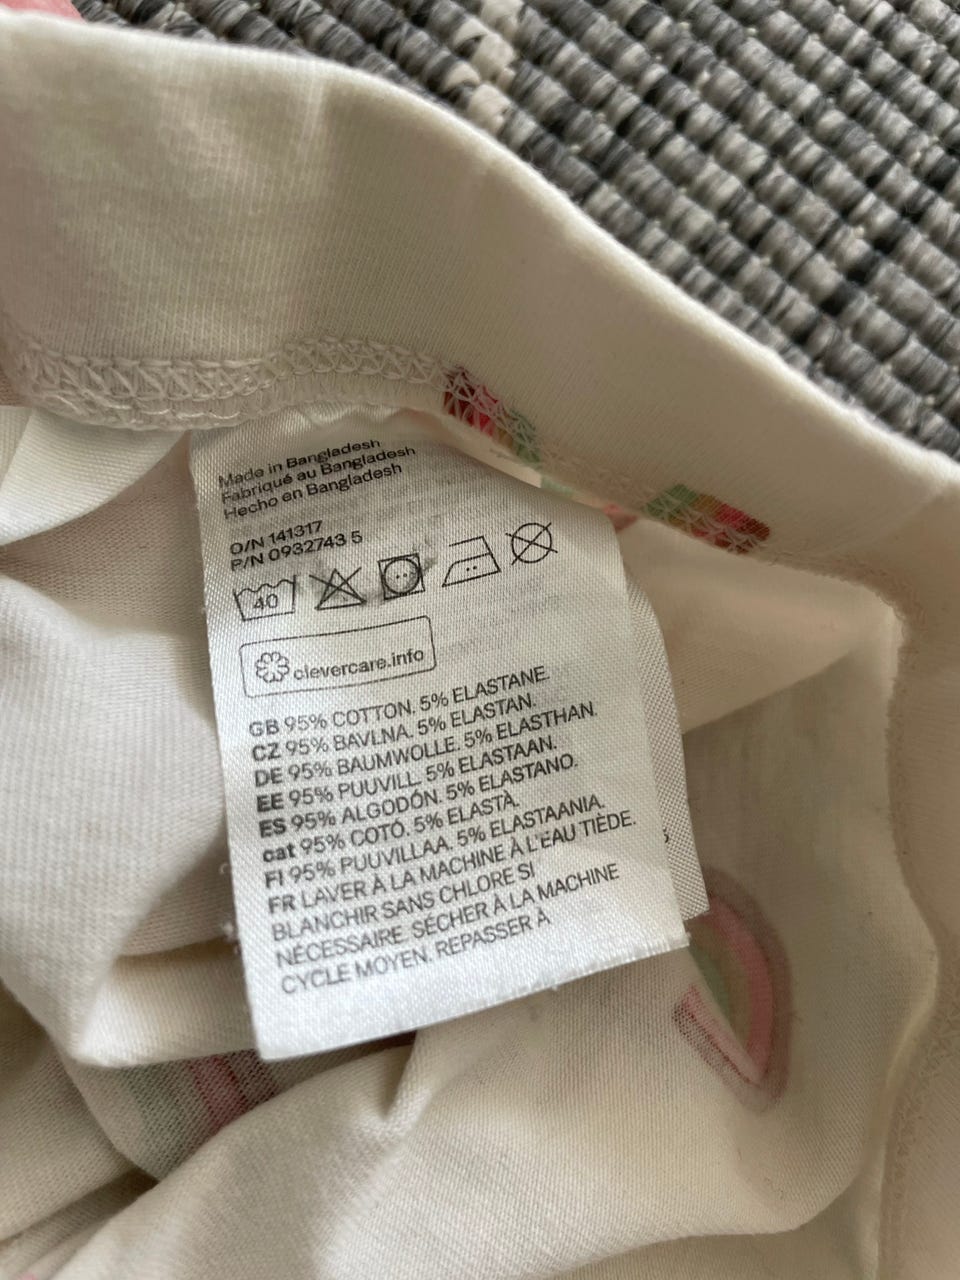 Made in Bangladesh
Fabriqué au Bangladesh
Hecho en Bangladesh
O/N 141317
P/N 0932743 5
40
clevercare.info
GB 95% COTTON. 5% ELASTANE.
CZ 95% BAVLNA. 5% ELASTAN.
DE 95% BAUMWOLLE. 5% ELASTHAN.
EE 95% PUUVILL. 5% ELASTAAN.
ES 95% ALGODÓN. 5% ELASTANO.
cat 95% COTÓ. 5% ELASTÀ.
FI 95% PUUVILLAA. 5% ELASTAANIA.
FR LAVER À LA MACHINE À L'EAU TIÈDE.
BLANCHIR SANS CHLORE SI
NÉCESSAIRE. SÉCHER À LA MACHINE
CYCLE MOYEN. REPASSER À